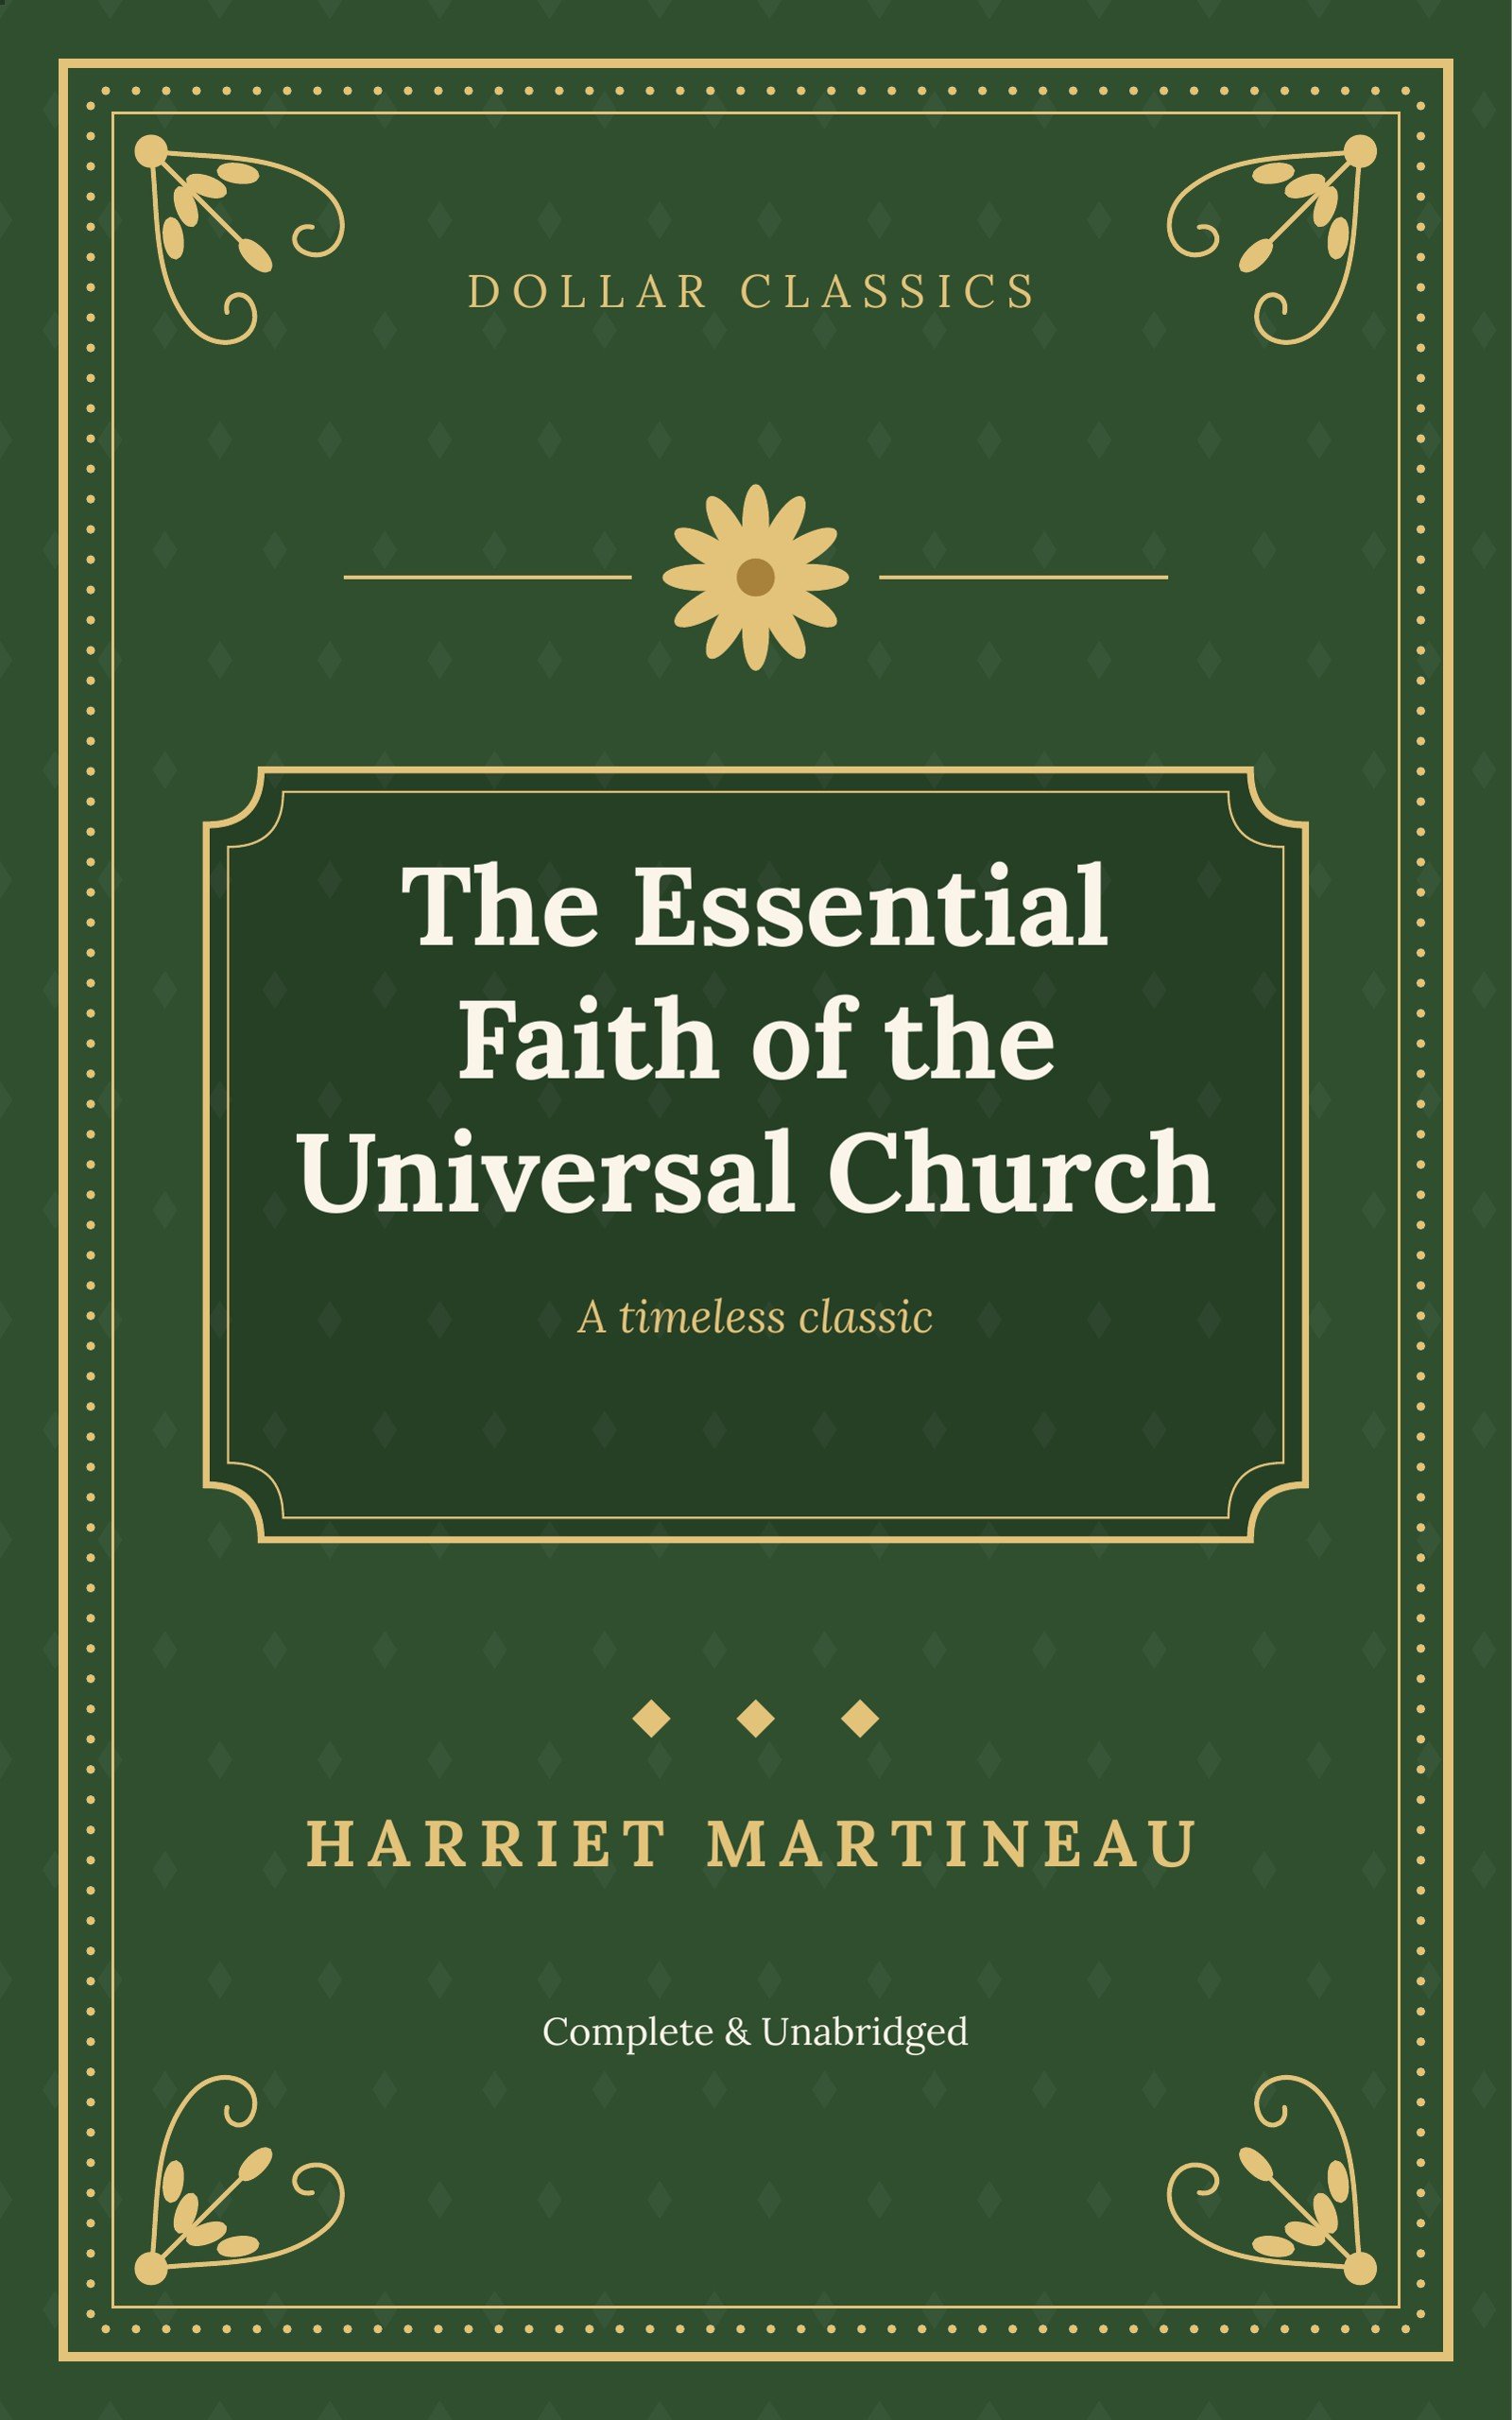 DOLLAR CLASSICS
The Essential
Faith of the
Universal Church
A timeless classic
HARRIET MARTINEAU
Complete & Unabridged